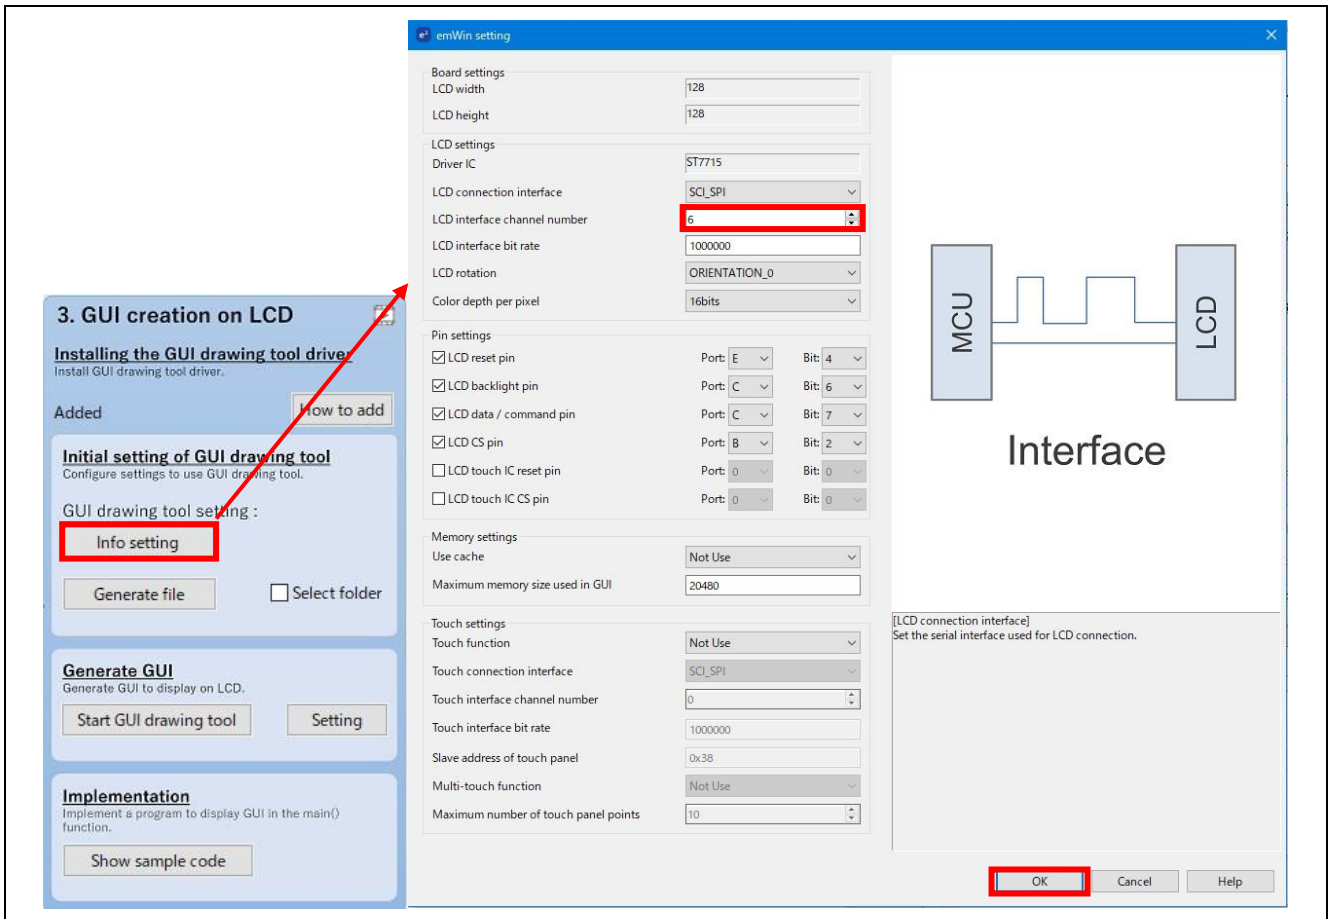 3. GUI creation on LCD
Installing the GUI drawing tool driver
Install GUI drawing tool driver.
Added
How to add
Initial setting of GUI drawing tool
Configure settings to use GUI drawing tool.
GUI drawing tool setting :
Info setting
Generate file
Select folder
Generate GUI
Generate GUI to display on LCD.
Start GUI drawing tool
Setting
Implementation
Implement a program to display GUI in the main()
function.
Show sample code
emWin setting
Board settings
LCD width 128
LCD height 128
LCD settings
Driver IC ST7715
LCD connection interface SCI_SPI
LCD interface channel number 6
LCD interface bit rate 1000000
LCD rotation ORIENTATION_0
Color depth per pixel 16bits
Pin settings
LCD reset pin Port: E Bit: 4
LCD backlight pin Port: C Bit: 6
LCD data / command pin Port: C Bit: 7
LCD CS pin Port: B Bit: 2
LCD touch IC reset pin Port: 0 Bit: 0
LCD touch IC CS pin Port: 0 Bit: 0
Memory settings
Use cache Not Use
Maximum memory size used in GUI 20480
Touch settings
Touch function Not Use
Touch connection interface SCI_SPI
Touch interface channel number 0
Touch interface bit rate 1000000
Slave address of touch panel 0x38
Multi-touch function Not Use
Maximum number of touch panel points 10
MCU
LCD
Interface
[LCD connection interface]
Set the serial interface used for LCD connection.
OK
Cancel
Help